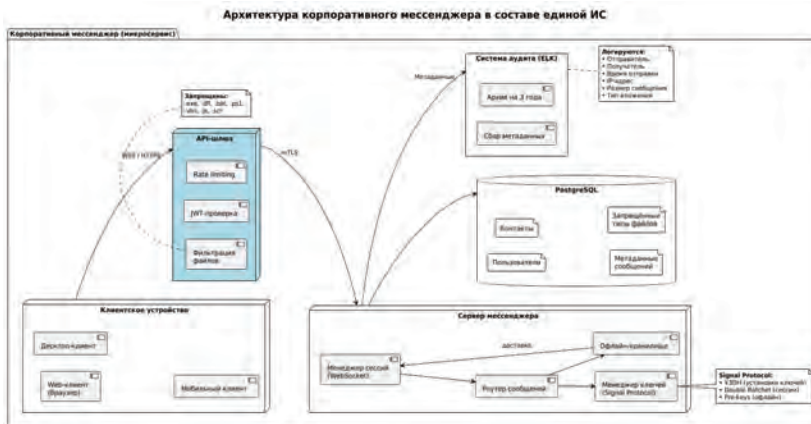 Архитектура корпоративного мессенджера в составе единой ИС
Корпоративный мессенджер (микросервис)
Система аудита (ELK)
Архив на 3 года
Сбор метаданных
Логируются:
• Отправитель
• Получатель
• Время отправки
• IP-адрес
• Размер сообщения
• Тип вложения
Метаданные
Запрещены:
.exe, .dll, .bat, .ps1,
.vbs, .js, .scr
WSS / HTTPS
API-шлюз
Rate limiting
JWT-проверка
Фильтрация
файлов
mTLS
PostgreSQL
Контакты
Запрещённые
типы файлов
Пользователи
Метаданные
сообщений
Клиентское устройство
Десктоп-клиент
Web-клиент
(браузер)
Мобильный клиент
Сервер мессенджера
Менеджер сессий
(WebSocket)
доставка
Офлайн-хранилище
Роутер сообщений
Менеджер ключей
(Signal Protocol)
Signal Protocol:
• X3DH (установка ключей)
• Double Ratchet (сессии)
• Pre-keys (офлайн)